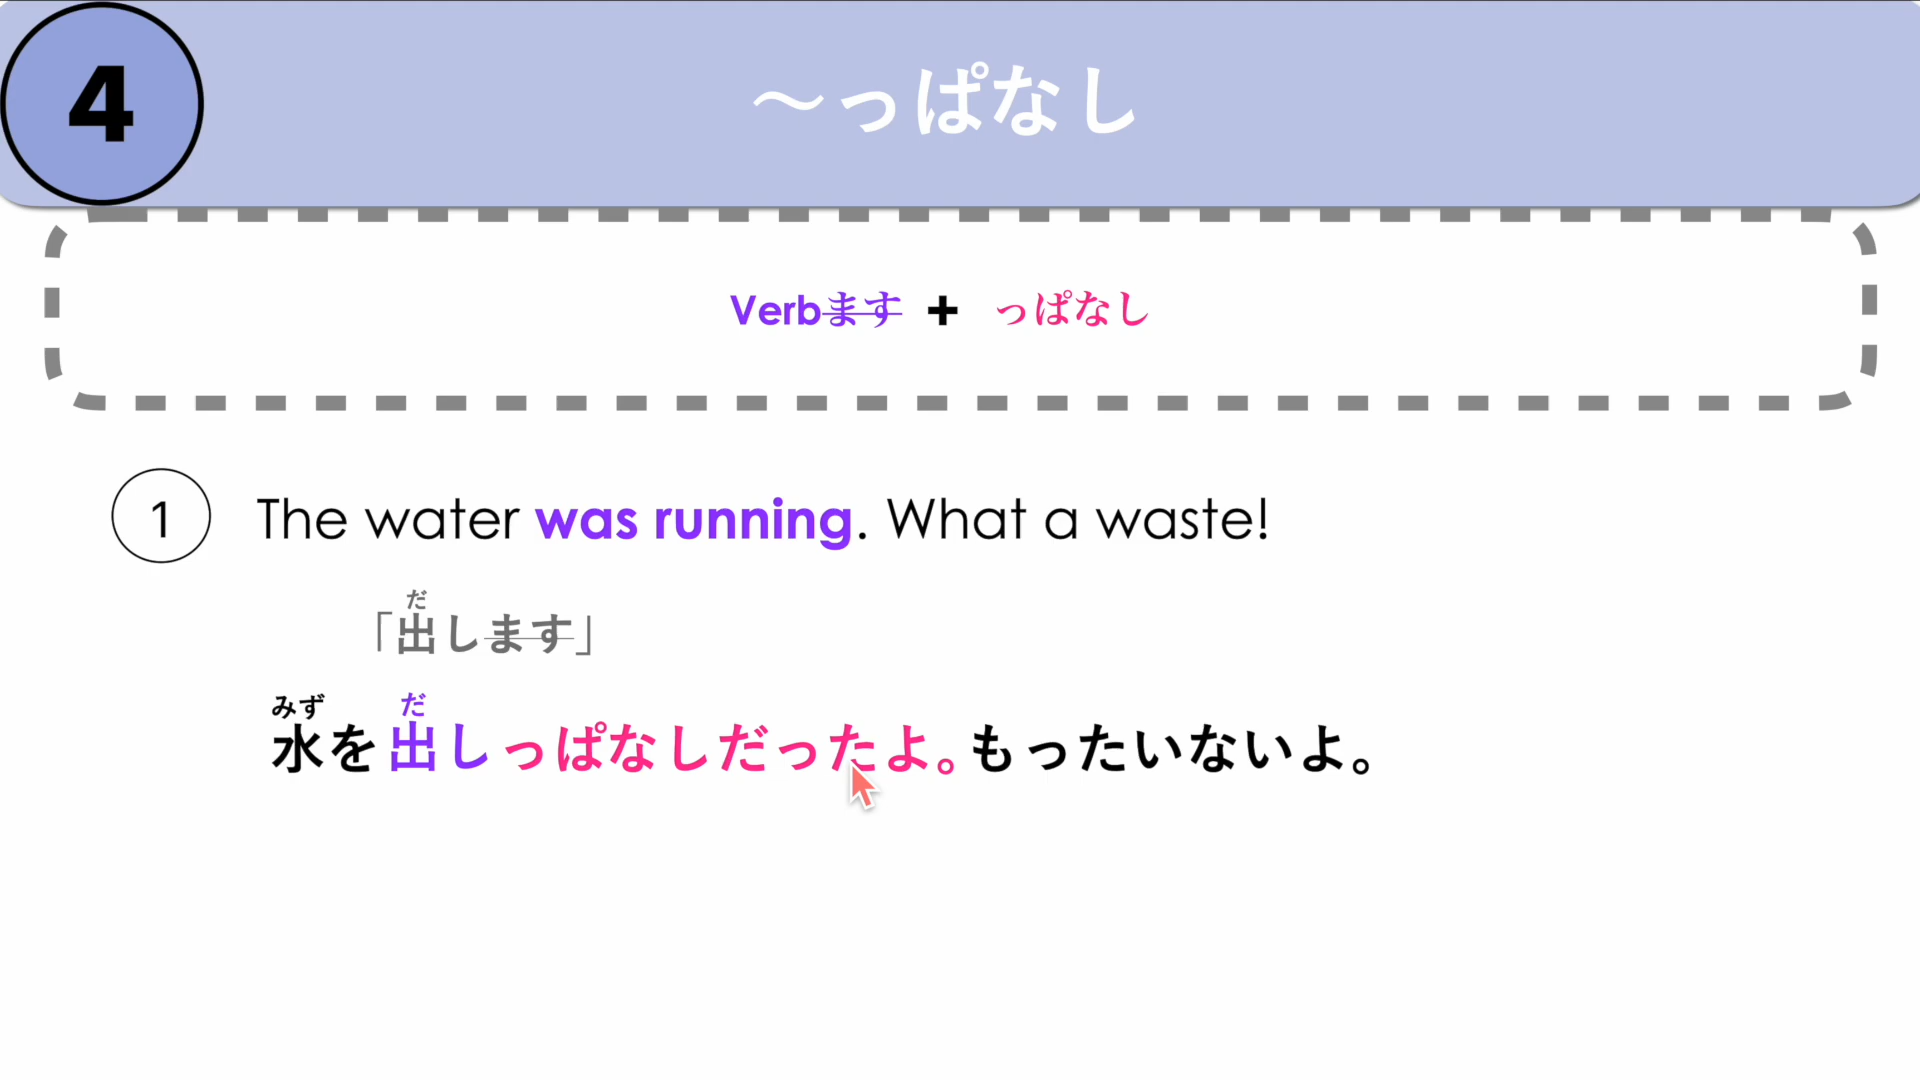 4
～っぱなし
Verbます + っぱなし
1 The water was running. What a waste!
だ
「出します」
みず だ
水を出しっぱなしだったよ。もったいないよ。